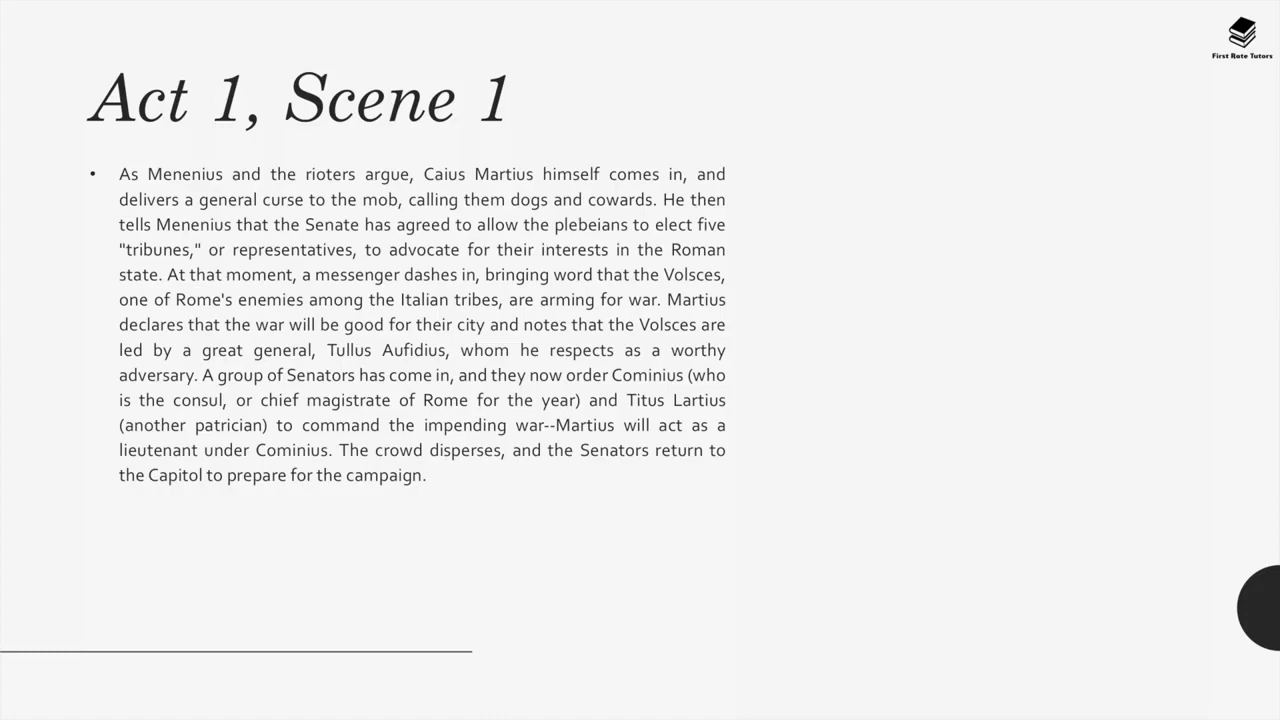 First Rate Tutors
Act 1, Scene 1
• As Menenius and the rioters argue, Caius Martius himself comes in, and
delivers a general curse to the mob, calling them dogs and cowards. He then
tells Menenius that the Senate has agreed to allow the plebeians to elect five
"tribunes," or representatives, to advocate for their interests in the Roman
state. At that moment, a messenger dashes in, bringing word that the Volsces,
one of Rome's enemies among the Italian tribes, are arming for war. Martius
declares that the war will be good for their city and notes that the Volsces are
led by a great general, Tullus Aufidius, whom he respects as a worthy
adversary. A group of Senators has come in, and they now order Cominius (who
is the consul, or chief magistrate of Rome for the year) and Titus Lartius
(another patrician) to command the impending war--Martius will act as a
lieutenant under Cominius. The crowd disperses, and the Senators return to
the Capitol to prepare for the campaign.